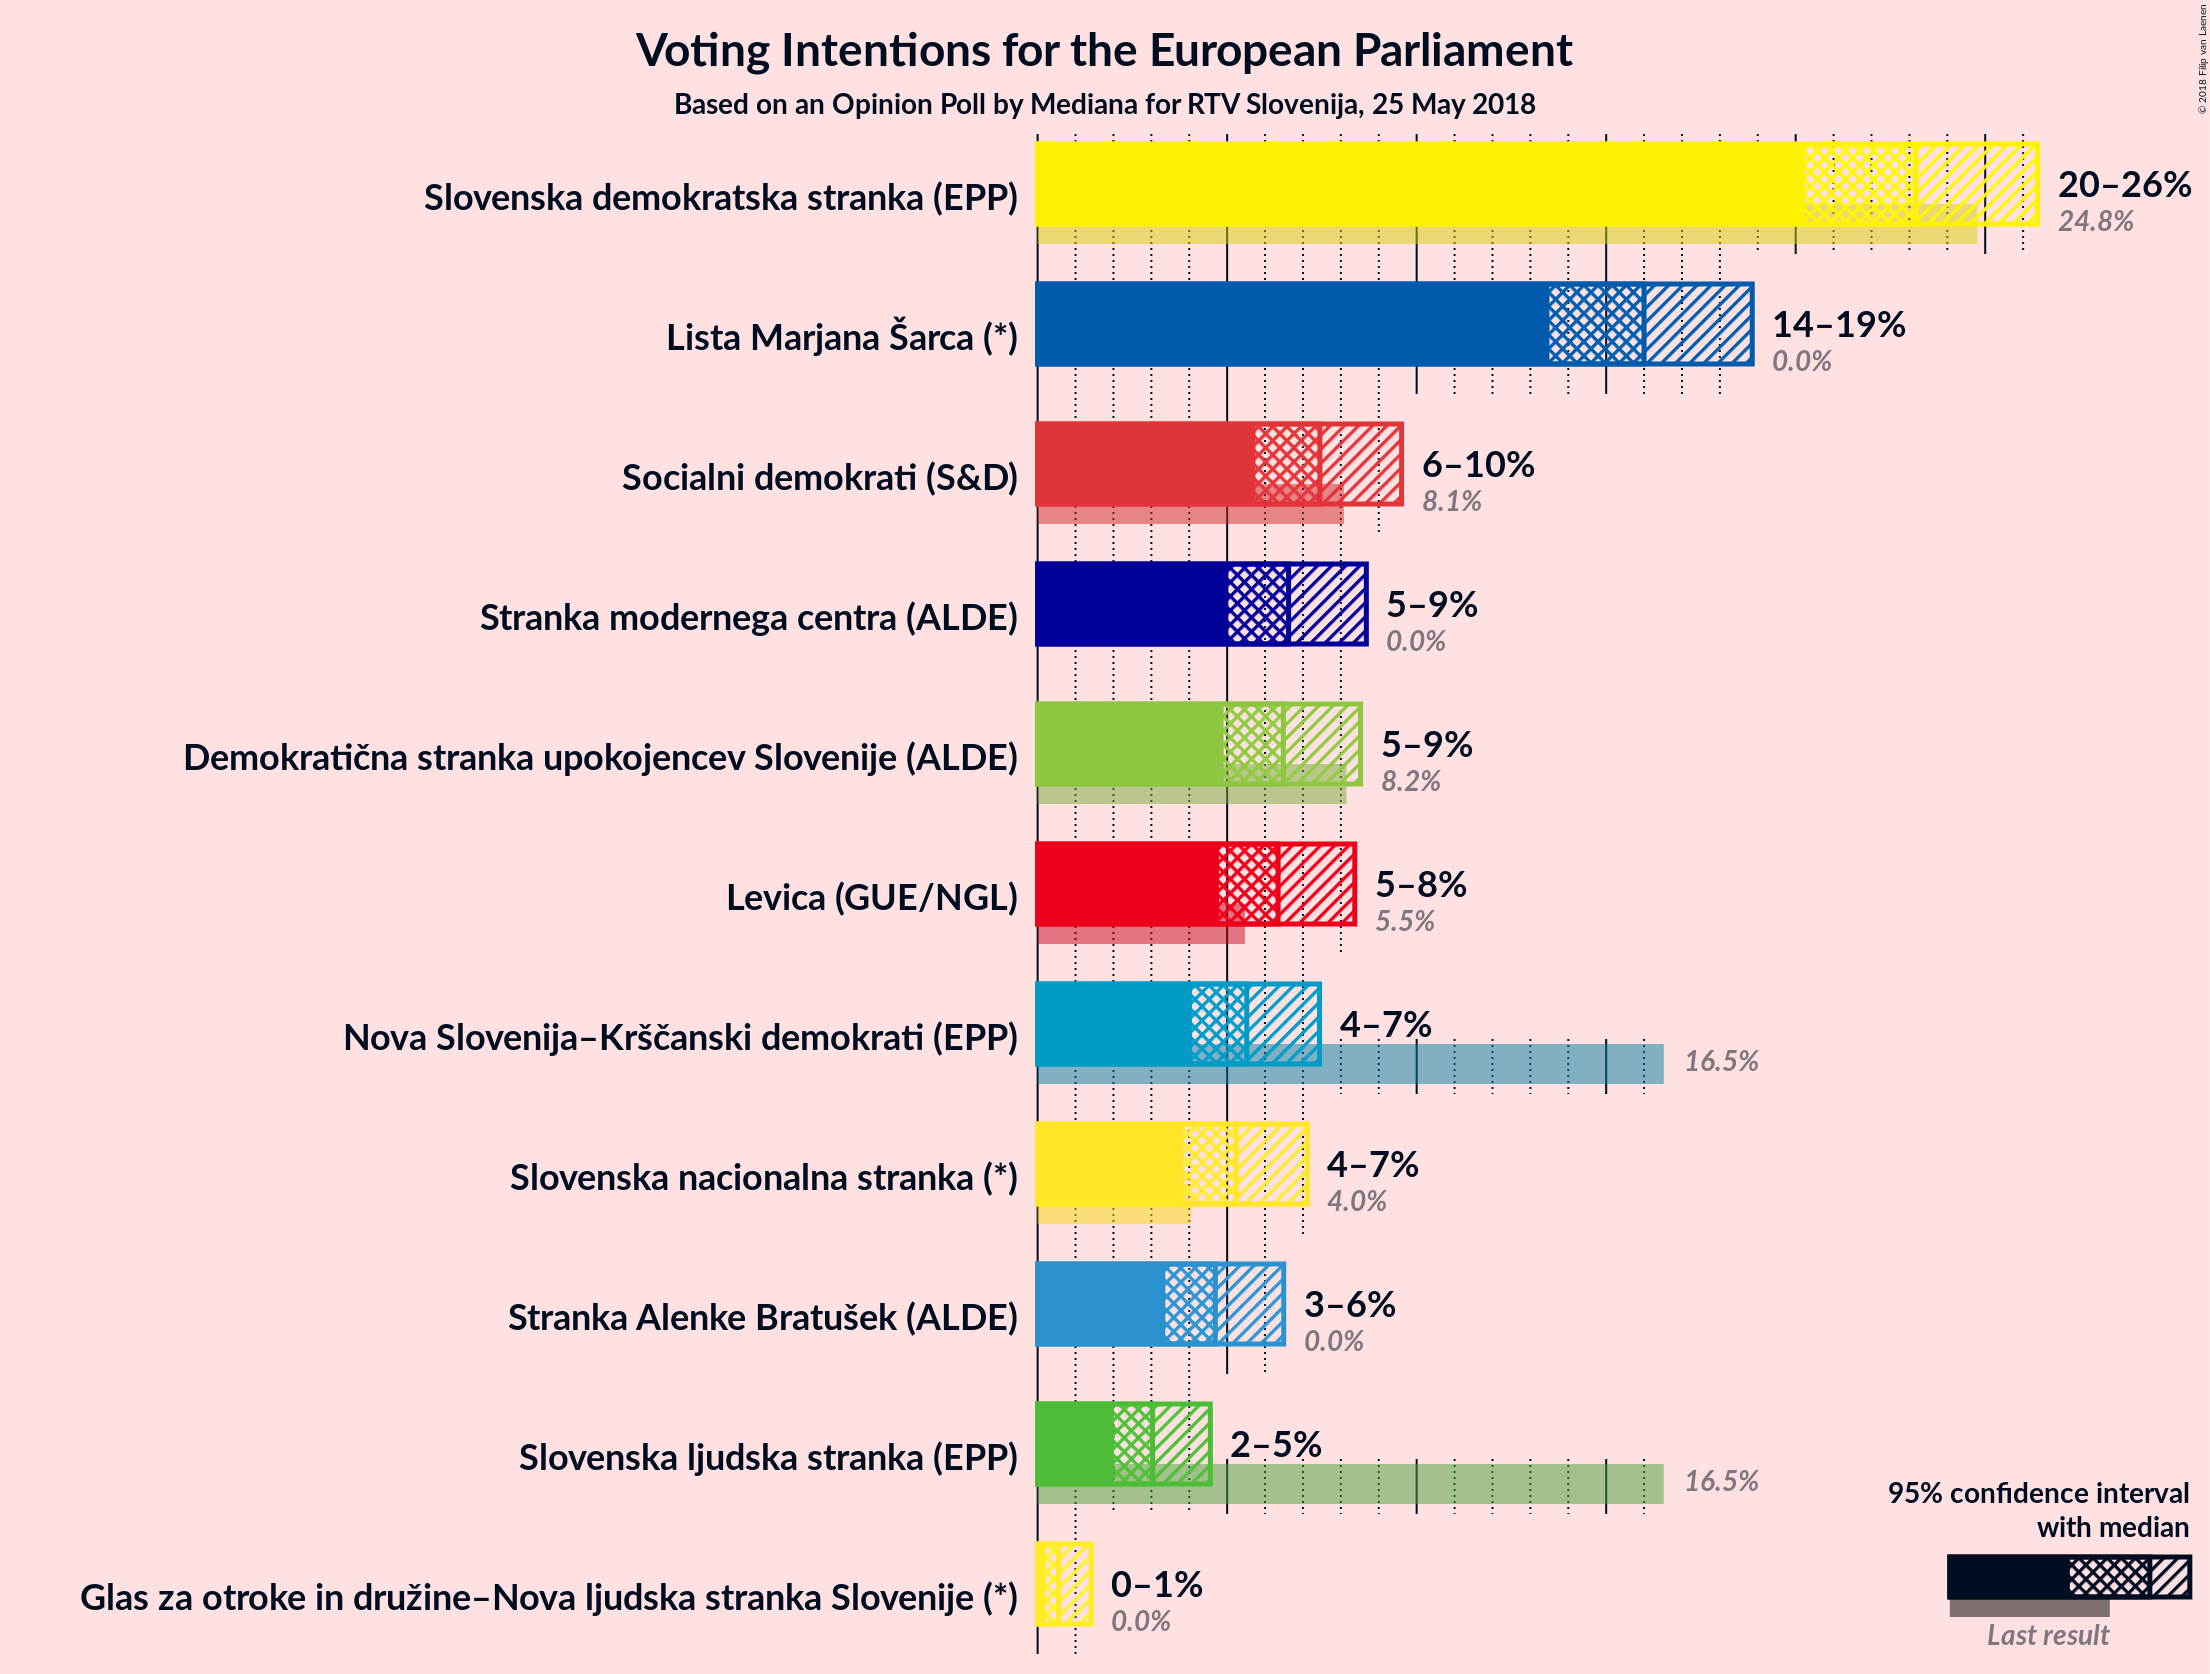 Voting Intentions for the European Parliament
Based on an Opinion Poll by Mediana for RTV Slovenija, 25 May 2018
© 2018 Filip van Laenen
Slovenska demokratska stranka (EPP)
20–26%
24.8%
Lista Marjana Šarca (*)
14–19%
0.0%
Socialni demokrati (S&D)
6–10%
8.1%
Stranka modernega centra (ALDE)
5–9%
0.0%
Demokratična stranka upokojencev Slovenije (ALDE)
5–9%
8.2%
Levica (GUE/NGL)
5–8%
5.5%
Nova Slovenija–Krščanski demokrati (EPP)
4–7%
16.5%
Slovenska nacionalna stranka (*)
4–7%
4.0%
Stranka Alenke Bratušek (ALDE)
3–6%
0.0%
Slovenska ljudska stranka (EPP)
2–5%
16.5%
Glas za otroke in družine–Nova ljudska stranka Slovenije (*)
0–1%
0.0%
95% confidence interval
with median
Last result